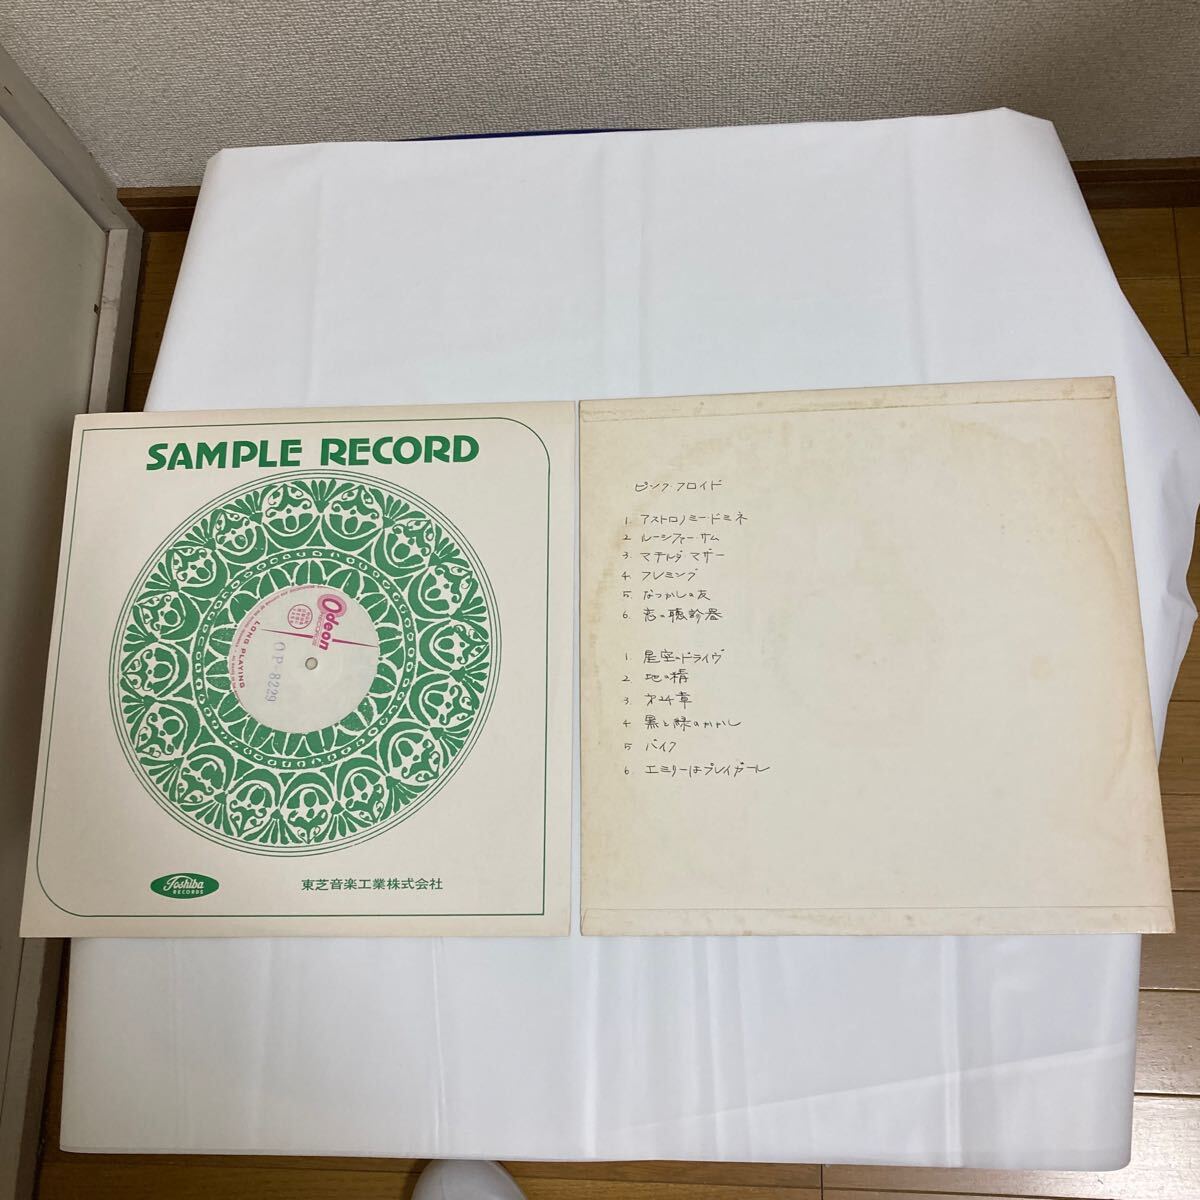 SAMPLE RECORD
Odeon
RECORDS
LONG PLAYING
OP-8229
Toshiba
RECORDS
東芝音楽工業株式会社
ピンク・フロイド
1. アストロノミー・ドミネ
2 ルーシファー・サム
3. マチルダ マザー
4. フレミング
5. なつかしの友
6. 恋の聴診器
1. 星空のドライヴ
2. 地の精
3. 第24章
4 黒と緑のかかし
5 バイク
6. エミリーはプレイガール